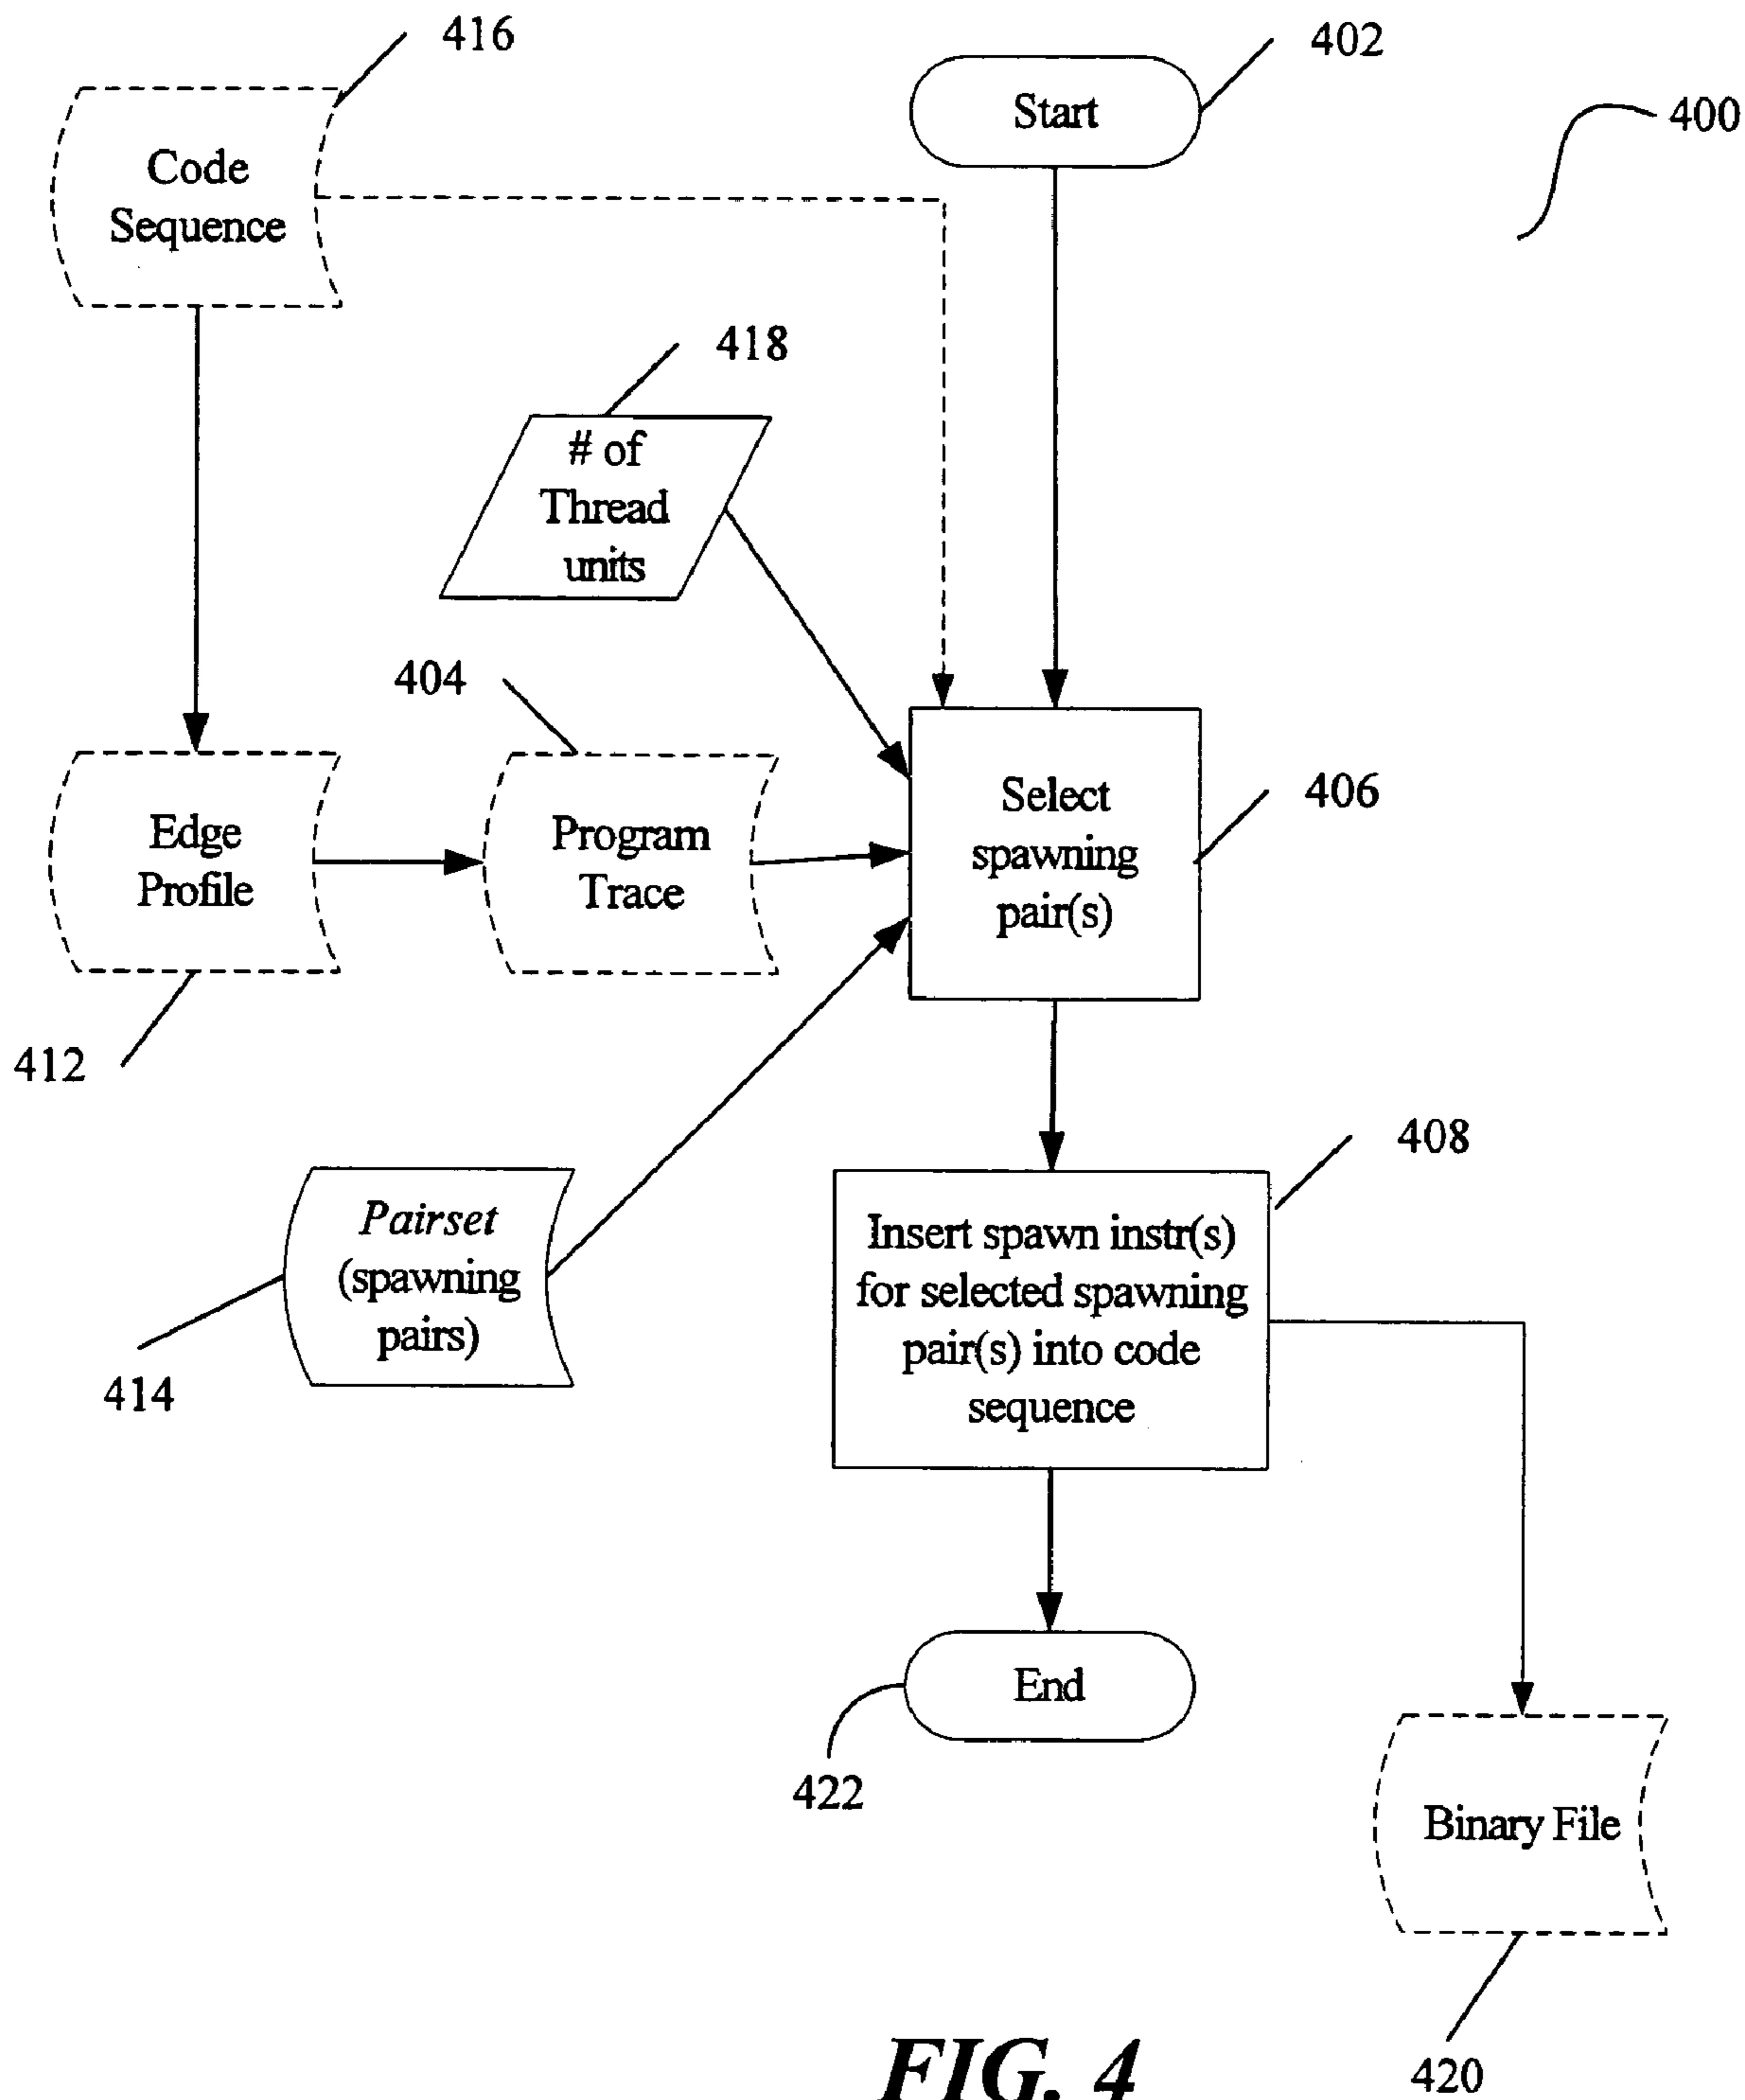 416
402
Start
400
Code
Sequence
418
# of
Thread
units
404
Edge
Profile
Program
Trace
Select
spawning
pair(s)
406
412
408
Pairset
(spawning
pairs)
Insert spawn instr(s)
for selected spawning
pair(s) into code
sequence
414
End
422
Binary File
FIG. 4
420